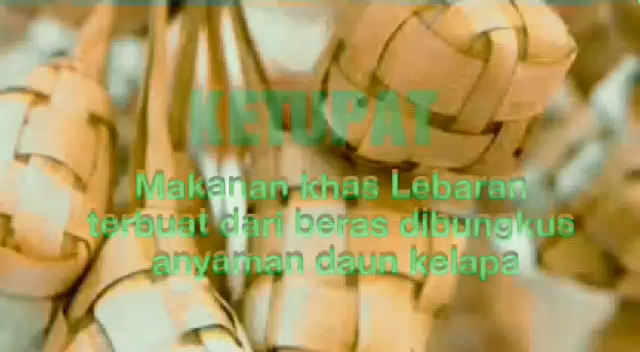 KETUPAT
Makanan khas Lebaran
terbuat dari beras dibungkus
anyaman daun kelapa